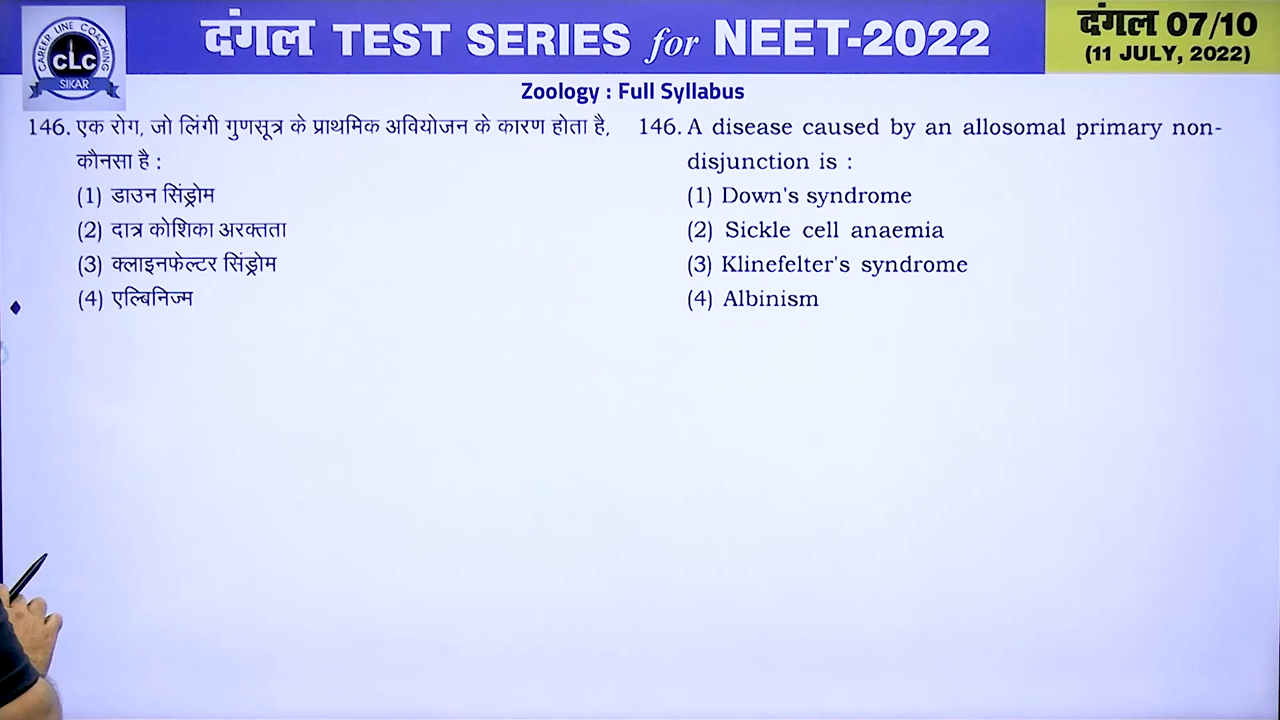 CAREER LINE COACHING
CLC
SIKAR
दंगल TEST SERIES for NEET-2022
दंगल 07/10
(11 JULY, 2022)
Zoology : Full Syllabus
146. एक रोग, जो लिंगी गुणसूत्र के प्राथमिक अवियोजन के कारण होता है,
कौनसा है :
(1) डाउन सिंड्रोम
(2) दात्र कोशिका अरक्तता
(3) क्लाइनफेल्टर सिंड्रोम
(4) एल्बिनिज्म
146. A disease caused by an allosomal primary non-
disjunction is :
(1) Down's syndrome
(2) Sickle cell anaemia
(3) Klinefelter's syndrome
(4) Albinism